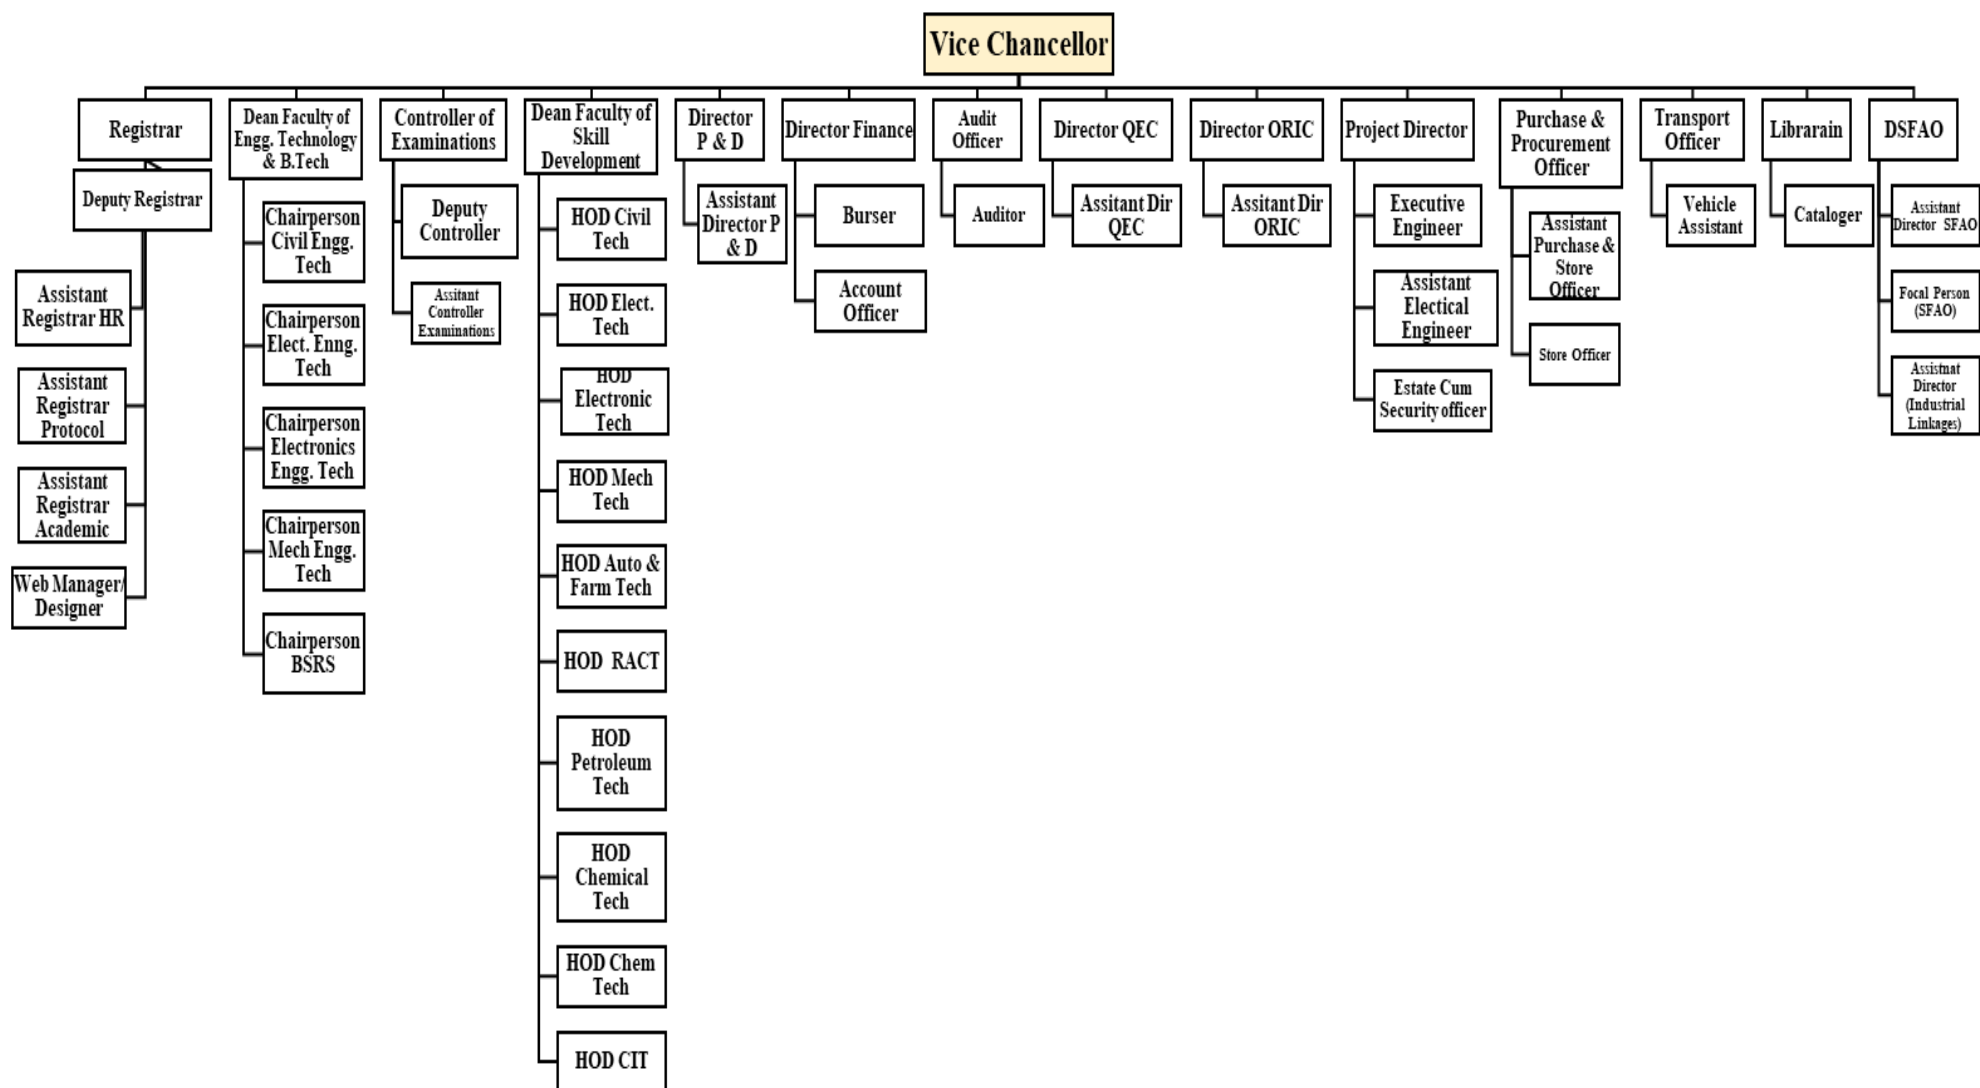 Vice Chancellor
Registrar
Deputy Registrar
Assistant
Registrar HR
Assistant
Registrar
Protocol
Assistant
Registrar
Academic
Web Manager/
Designer
Dean Faculty of
Engg. Technology
& B.Tech
Chairperson
Civil Engg.
Tech
Chairperson
Elect. Enng.
Tech
Chairperson
Electronics
Engg. Tech
Chairperson
Mech Engg.
Tech
Chairperson
BSRS
Controller of
Examinations
Deputy
Controller
Assitant
Controller
Examinations
Dean Faculty of
Skill
Development
HOD Civil
Tech
HOD Elect.
Tech
HOD
Electronic
Tech
HOD Mech
Tech
HOD Auto &
Farm Tech
HOD RACT
HOD
Petroleum
Tech
HOD
Chemical
Tech
HOD Chem
Tech
HOD CIT
Director
P & D
Assistant
Director P
& D
Director Finance
Burser
Account
Officer
Audit
Officer
Auditor
Director QEC
Assitant Dir
QEC
Director ORIC
Assitant Dir
ORIC
Project Director
Executive
Engineer
Assistant
Electical
Engineer
Estate Cum
Security officer
Purchase &
Procurement
Officer
Assistant
Purchase &
Store
Officer
Store Officer
Transport
Officer
Vehicle
Assistant
Librarain
Cataloger
DSFAO
Assistant
Director SFAO
Focal Person
(SFAO)
Assistmat
Director
(Industrial
Linkages)